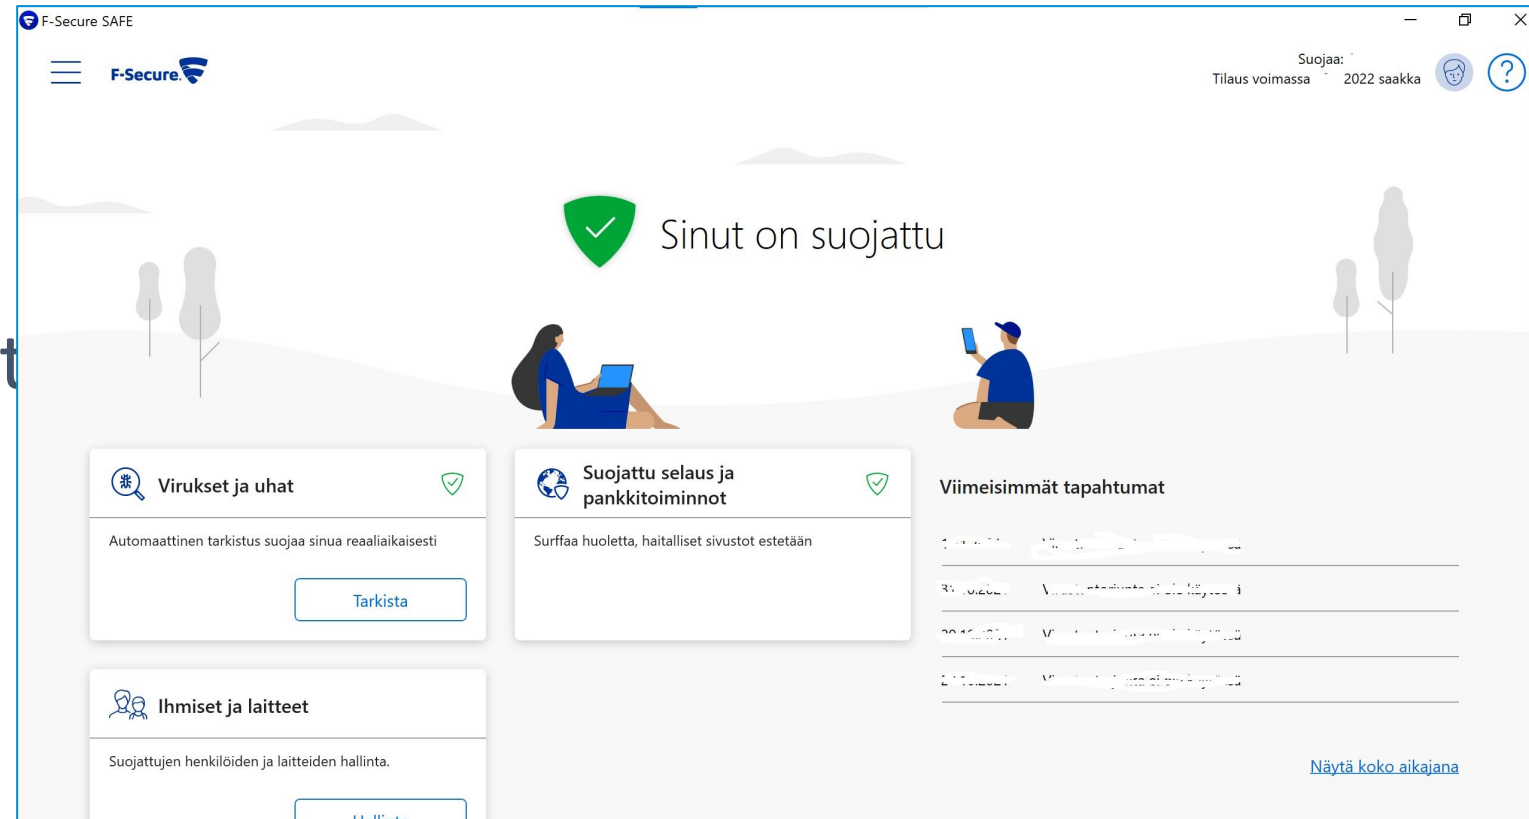 F-Secure SAFE
F-Secure.
Suojaa:
Tilaus voimassa 2022 saakka
?
Sinut on suojattu
t
Virukset ja uhat
Automaattinen tarkistus suojaa sinua reaaliaikaisesti
Tarkista
Suojattu selaus ja
pankkitoiminnot
Surffaa huoletta, haitalliset sivustot estetään
Viimeisimmät tapahtumat
Näytä koko aikajana
Ihmiset ja laitteet
Suojattujen henkilöiden ja laitteiden hallinta.